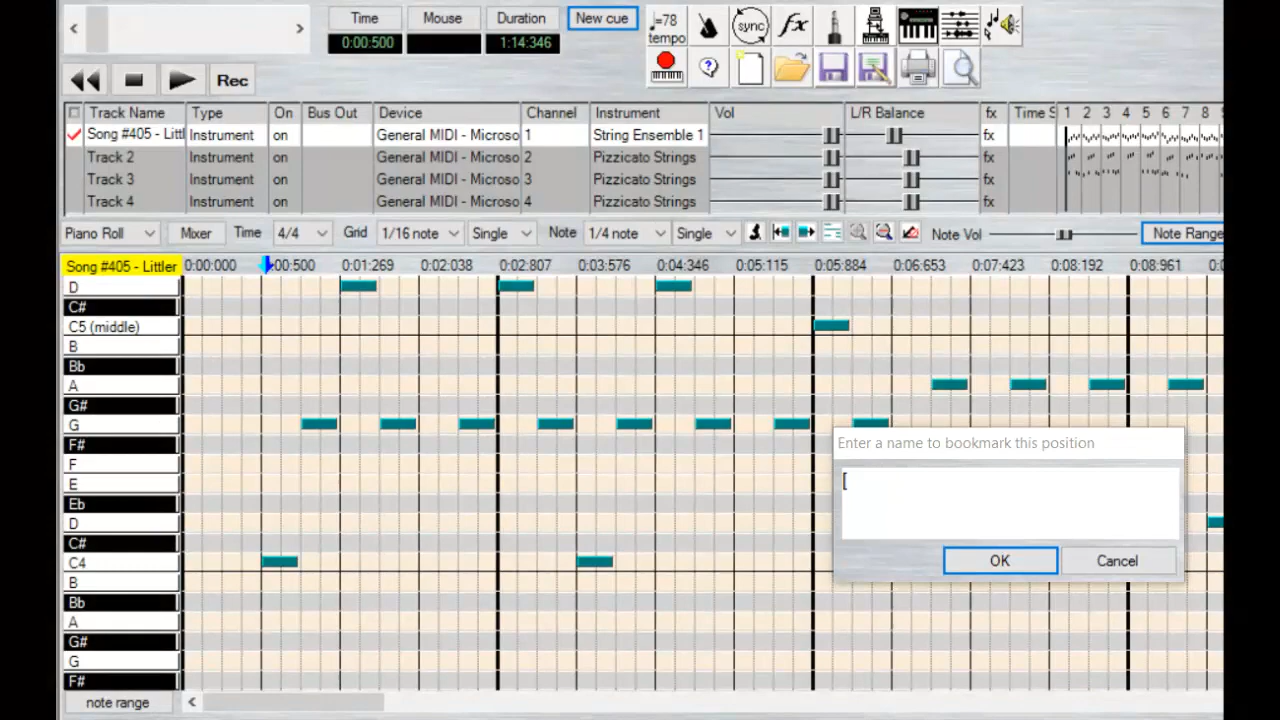 Time Mouse Duration New cue
0:00:500 1:14:346
♩=78
tempo
sync
fx
Rec
Track Name Type On Bus Out Device Channel Instrument Vol L/R Balance fx Time S 1 2 3 4 5 6 7 8
Song #405 - Littl Instrument on General MIDI - Microso 1 String Ensemble 1 fx
Track 2 Instrument on General MIDI - Microso 2 Pizzicato Strings fx
Track 3 Instrument on General MIDI - Microso 3 Pizzicato Strings fx
Track 4 Instrument on General MIDI - Microso 4 Pizzicato Strings fx
Piano Roll Mixer Time 4/4 Grid 1/16 note Single Note 1/4 note Single Note Vol Note Range
Song #405 - Littler 0:00:000 00:500 0:01:269 0:02:038 0:02:807 0:03:576 0:04:346 0:05:115 0:05:884 0:06:653 0:07:423 0:08:192 0:08:961
D
C#
C5 (middle)
B
Bb
A
G#
G
F#
F
E
Eb
D
C#
C4
B
Bb
A
G#
G
F#
note range
Enter a name to bookmark this position
[
OK Cancel